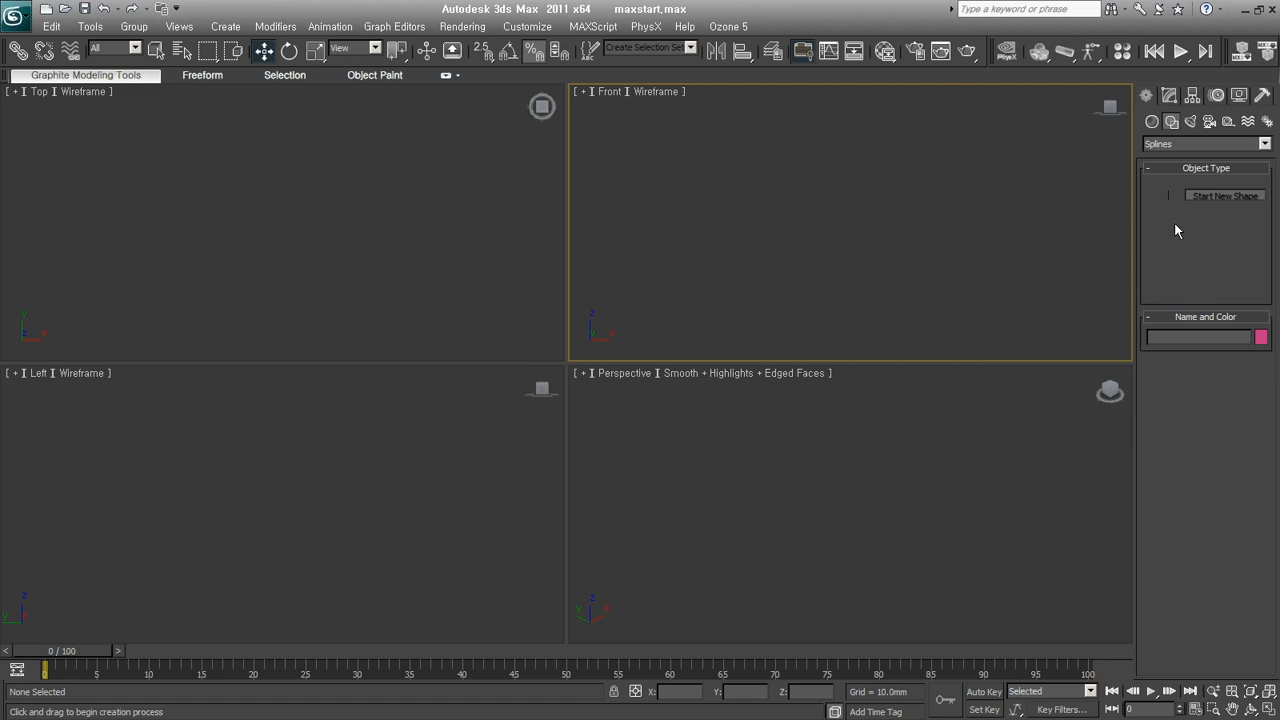 Autodesk 3ds Max 2011 x64 maxstart.max
Type a keyword or phrase
Edit Tools Group Views Create Modifiers Animation Graph Editors Rendering Customize MAXScript PhysX Help Ozone 5
All View 2.5 Create Selection Set
Graphite Modeling Tools Freeform Selection Object Paint
[ + ] Top ] Wireframe ]
[ + ] Front ] Wireframe ]
Splines
- Object Type
Start New Shape
- Name and Color
y z x
z y x
[ + ] Left ] Wireframe ]
[ + ] Perspective ] Smooth + Highlights + Edged Faces ]
z y
z y x
< 0 / 100 >
0 5 10 15 20 25 30 35 40 45 50 55 60 65 70 75 80 85 90 95 100
None Selected X: Y: Z: Grid = 10.0mm Auto Key Selected
Click and drag to begin creation process Add Time Tag Set Key Key Filters... 0